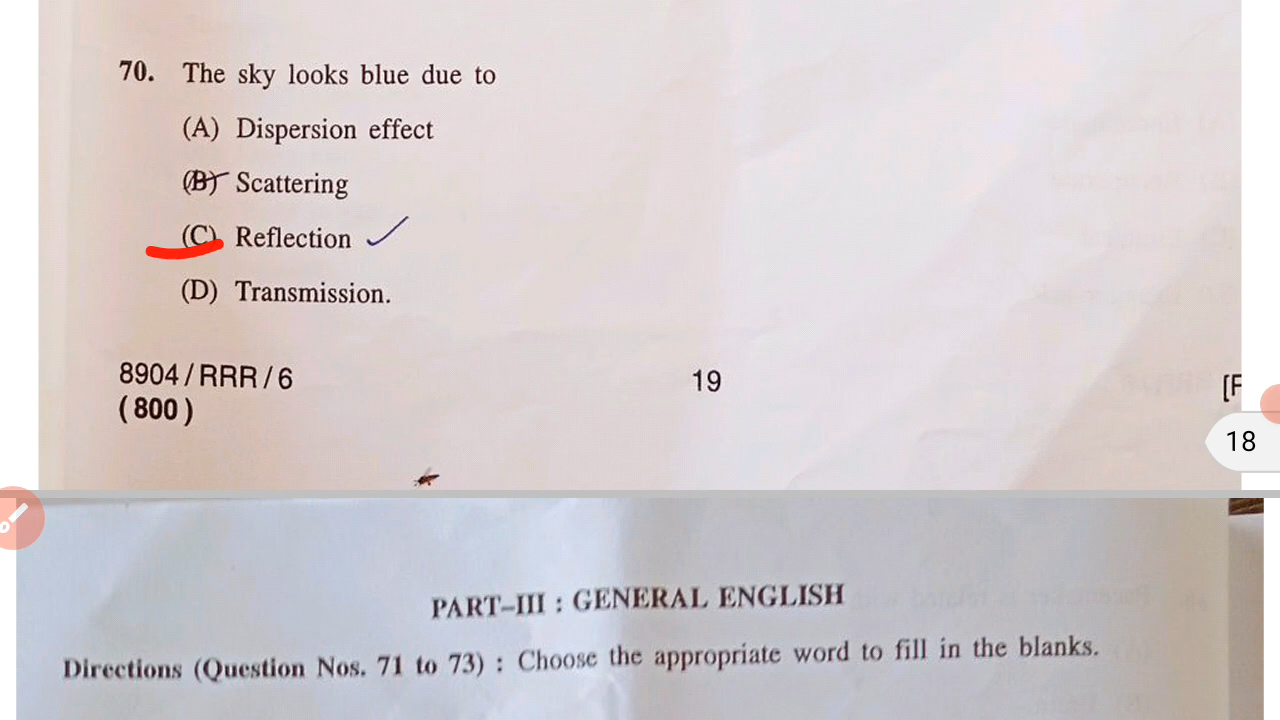 70. The sky looks blue due to
(A) Dispersion effect
(B) Scattering
(C) Reflection
(D) Transmission.
8904/RRR/6
19
[P
(800)
18
PART–III : GENERAL ENGLISH
Directions (Question Nos. 71 to 73) : Choose the appropriate word to fill in the blanks.